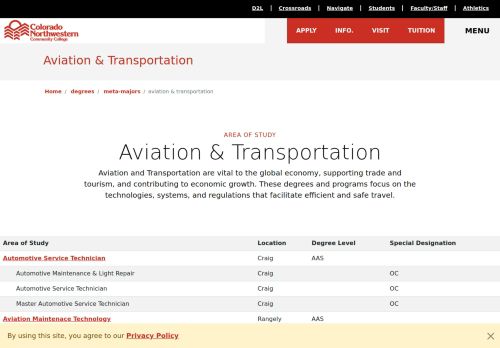 D2L | Crossroads | Navigate | Students | Faculty/Staff | Athletics
Colorado
Northwestern
Community College
APPLY INFO. VISIT TUITION MENU
Aviation & Transportation
Home / degrees / meta-majors / aviation & transportation
AREA OF STUDY
Aviation & Transportation
Aviation and Transportation are vital to the global economy, supporting trade and
tourism, and contributing to economic growth. These degrees and programs focus on the
technologies, systems, and regulations that facilitate efficient and safe travel.
Area of Study Location Degree Level Special Designation
Automotive Service Technician Craig AAS
Automotive Maintenance & Light Repair Craig OC
Automotive Service Technician Craig OC
Master Automotive Service Technician Craig OC
Aviation Maintenace Technology Rangely AAS
By using this site, you agree to our Privacy Policy